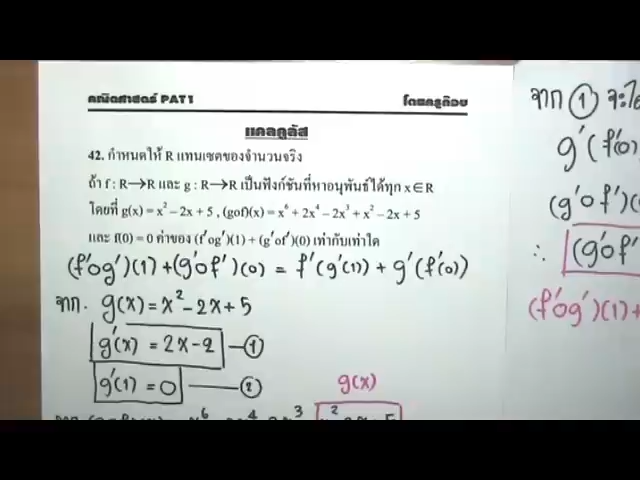 คณิตศาสตร์ PAT1
โดยครูก๊อย
แคลคูลัส
42. กำหนดให้ R แทนเซตของจำนวนจริง
ถ้า f : R→R และ g : R→R เป็นฟังก์ชันที่หาอนุพันธ์ได้ทุก x∈R
โดยที่ g(x) = x² – 2x + 5 , (gof)(x) = x⁶ + 2x⁴ – 2x³ + x² – 2x + 5
และ f(0) = 0 ค่าของ (f′og′)(1) + (g′of′)(0) เท่ากับเท่าใด
(f′og′)(1) + (g′of′)(0) = f′(g′(1)) + g′(f′(0))
จาก. g(x) = x² – 2x + 5
g′(x) = 2x – 2 —①
g′(1) = 0 —②
g(x)
จาก ① จะได้
g′(f′(0)
(g′of′)(
∴ (g′of′
(f′og′)(1) +